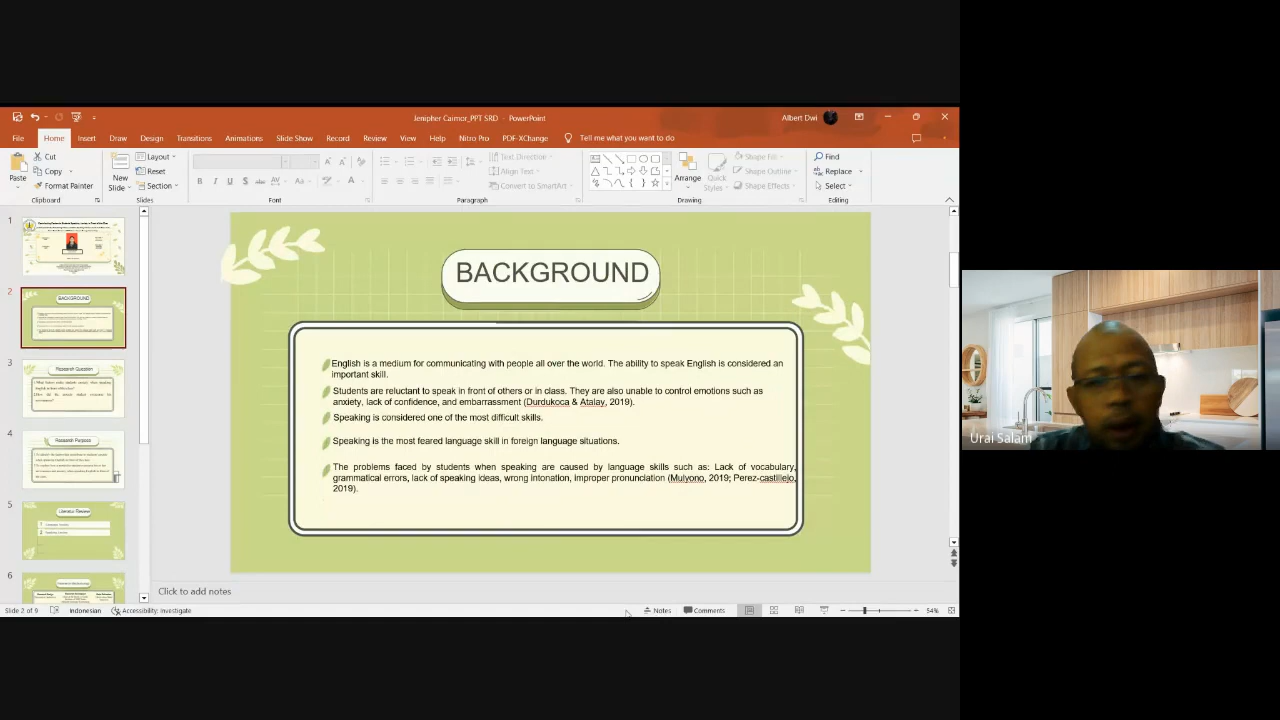 Jenipher Caimor_PPT SRD - PowerPoint
Albert Dwi
File Home Insert Draw Design Transitions Animations Slide Show Record Review View Help Nitro Pro PDF-XChange Tell me what you want to do
Paste
Cut
Copy
Format Painter
Clipboard
New
Slide
Layout
Reset
Section
Slides
B I U S
Font
Text Direction
Align Text
Convert to SmartArt
Paragraph
Arrange
Quick
Styles
Shape Fill
Shape Outline
Shape Effects
Drawing
Find
Replace
Select
Editing
1
2
BACKGROUND
3
Research Question
4
Research Purpose
5
Literature Review
6
BACKGROUND
English is a medium for communicating with people all over the world. The ability to speak English is considered an
important skill.
Students are reluctant to speak in front of others or in class. They are also unable to control emotions such as
anxiety, lack of confidence, and embarrassment (Durdukoca & Atalay, 2019).
Speaking is considered one of the most difficult skills.
Speaking is the most feared language skill in foreign language situations.
The problems faced by students when speaking are caused by language skills such as: Lack of vocabulary,
grammatical errors, lack of speaking ideas, wrong intonation, improper pronunciation (Mulyono, 2019; Perez-castillejo,
2019).
Click to add notes
Slide 2 of 9 Indonesian Accessibility: Investigate Notes Comments 54%
Urai Salam